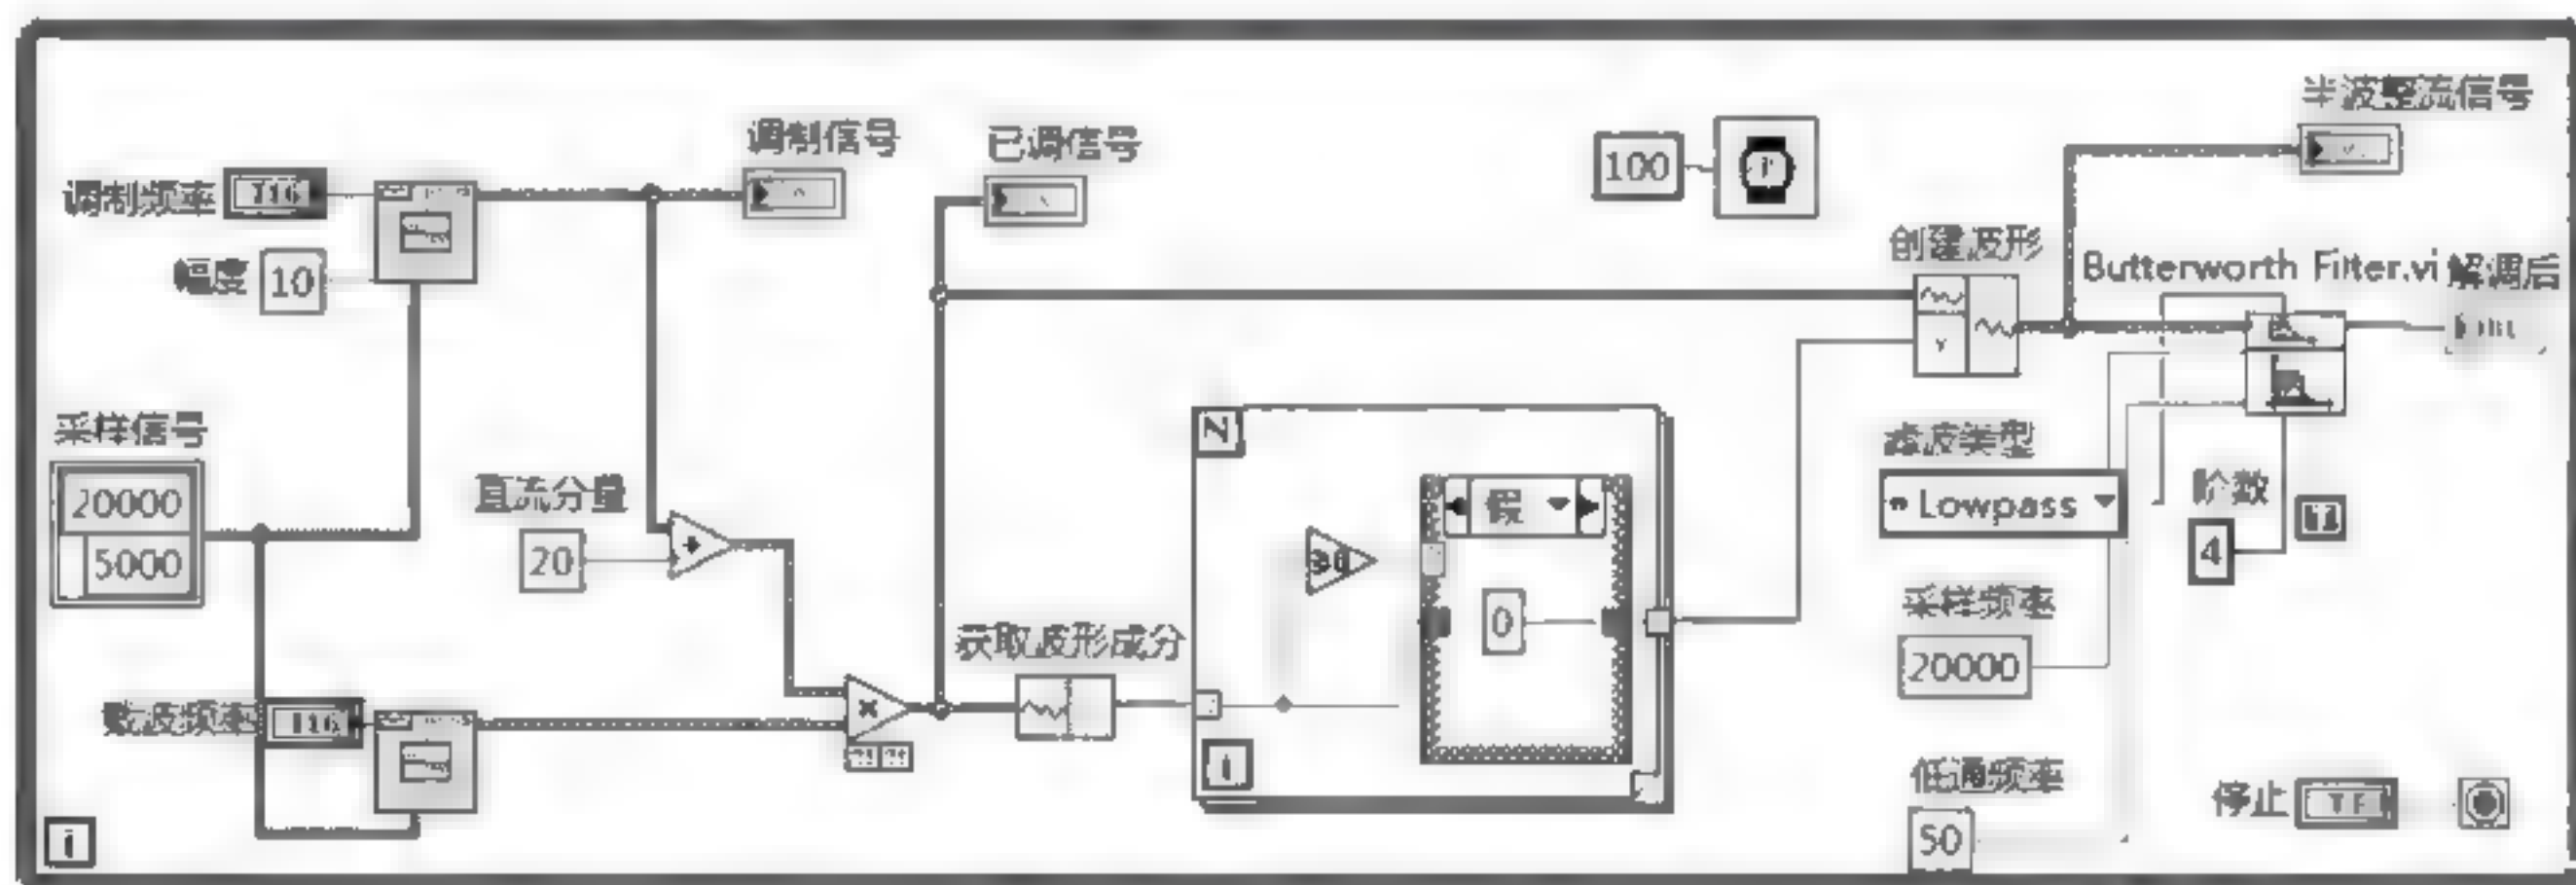 半波整流信号
调制信号
已调信号
100
调制频率
I16
幅度
10
创建波形
Butterworth Filter.vi
解调后
采样信号
20000
5000
直流分量
20
N
假
0
滤波类型
Lowpass
阶数
4
获取波形成分
采样频率
20000
载波频率
I16
i
低通频率
50
停止
TF
i